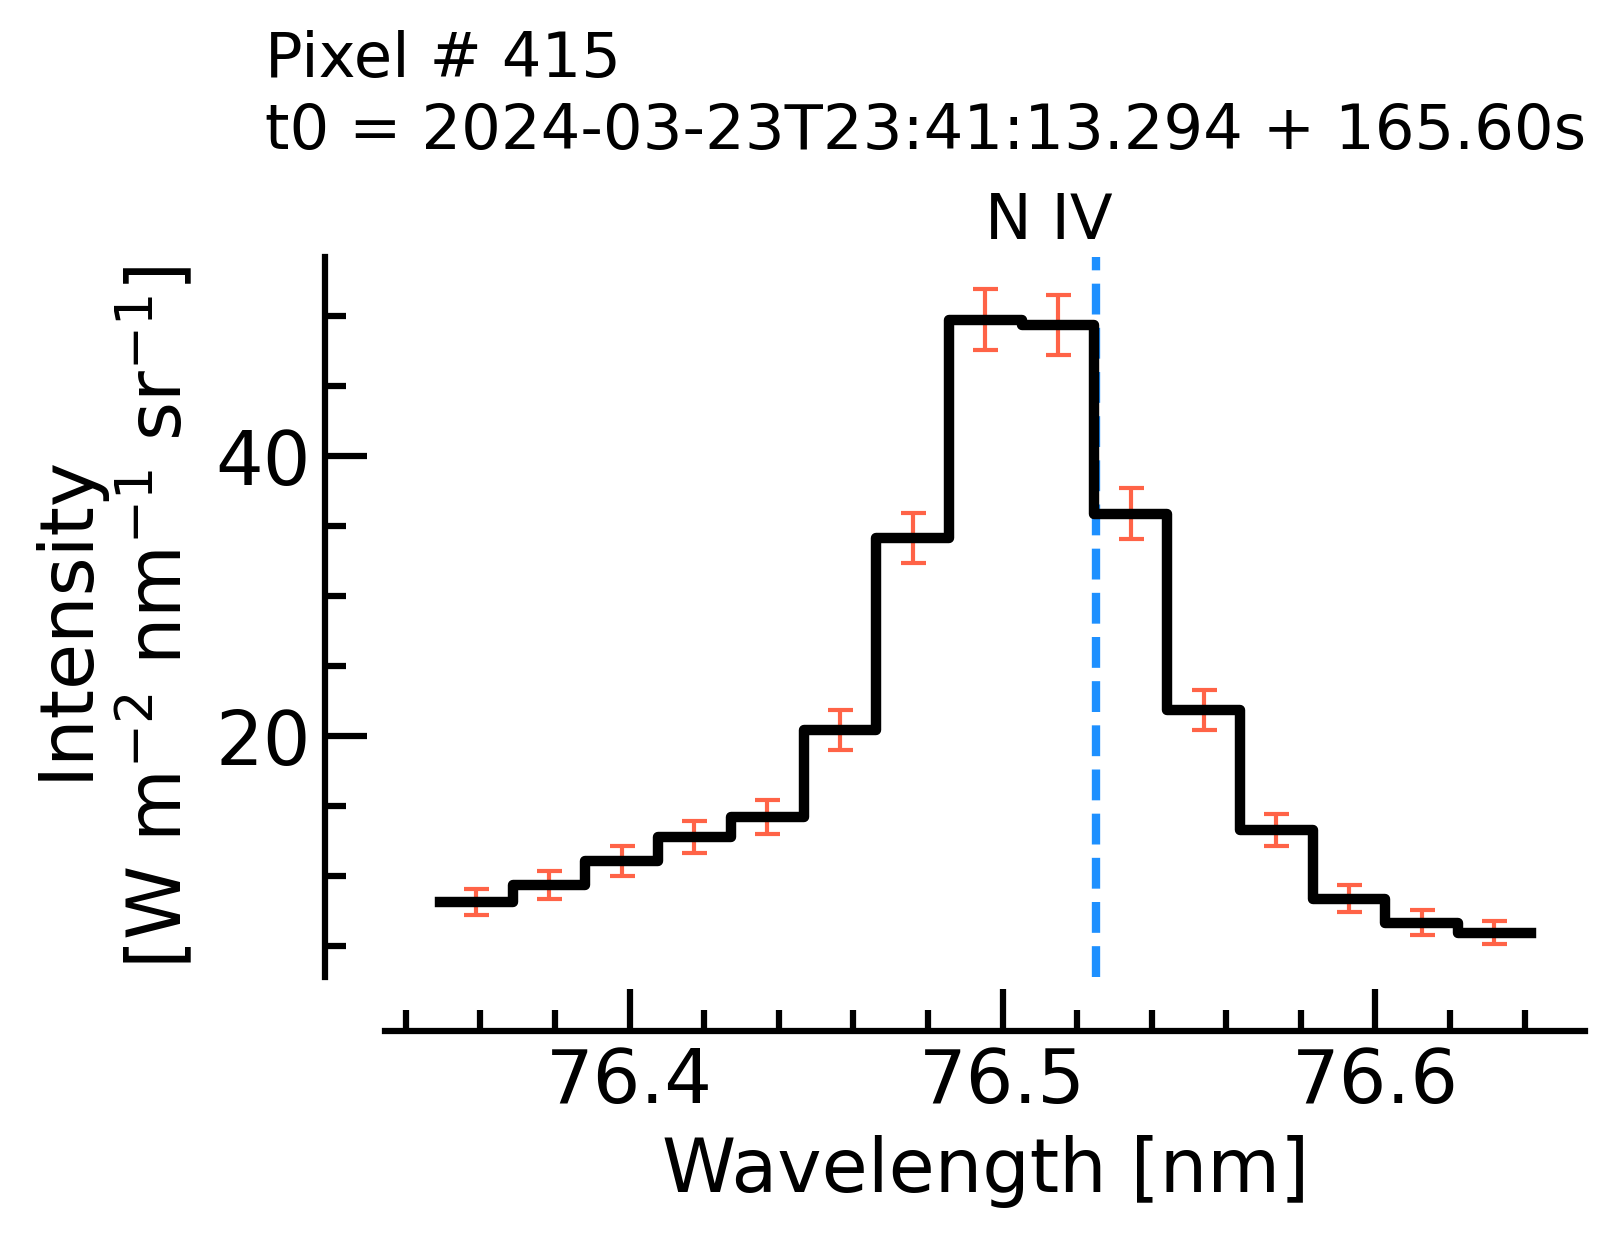 Pixel # 415
t0 = 2024-03-23T23:41:13.294 + 165.60s
N IV
Intensity
[W m⁻² nm⁻¹ sr⁻¹]
40
20
76.4 76.5 76.6
Wavelength [nm]